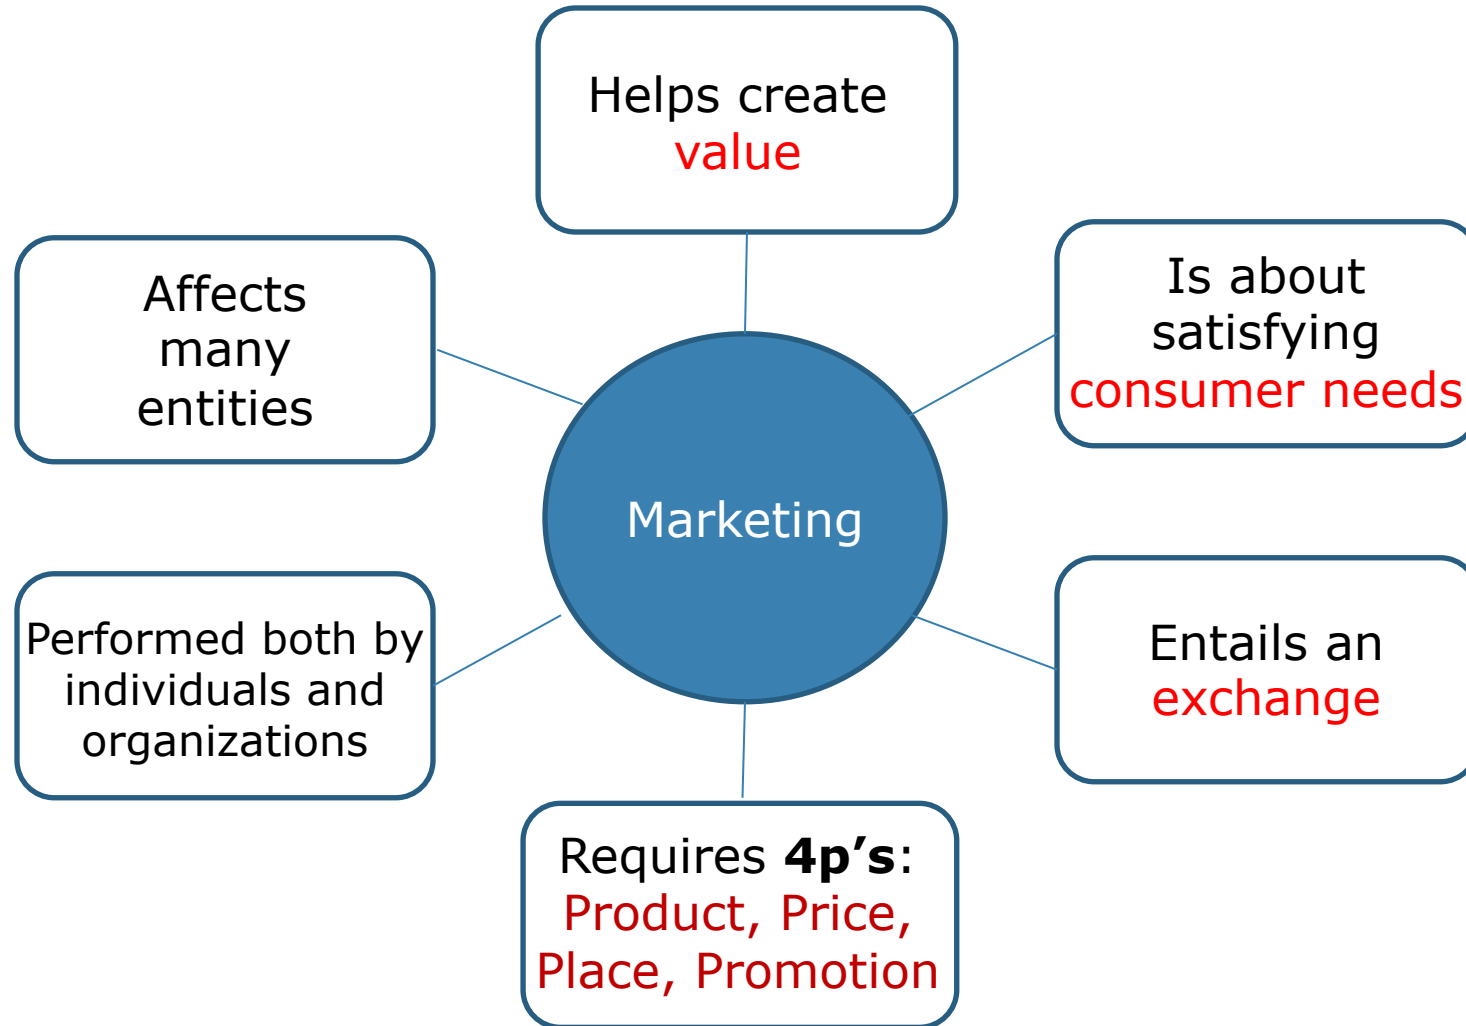 Helps create
value
Affects
many
entities
Is about
satisfying
consumer needs
Marketing
Performed both by
individuals and
organizations
Entails an
exchange
Requires 4p’s:
Product, Price,
Place, Promotion